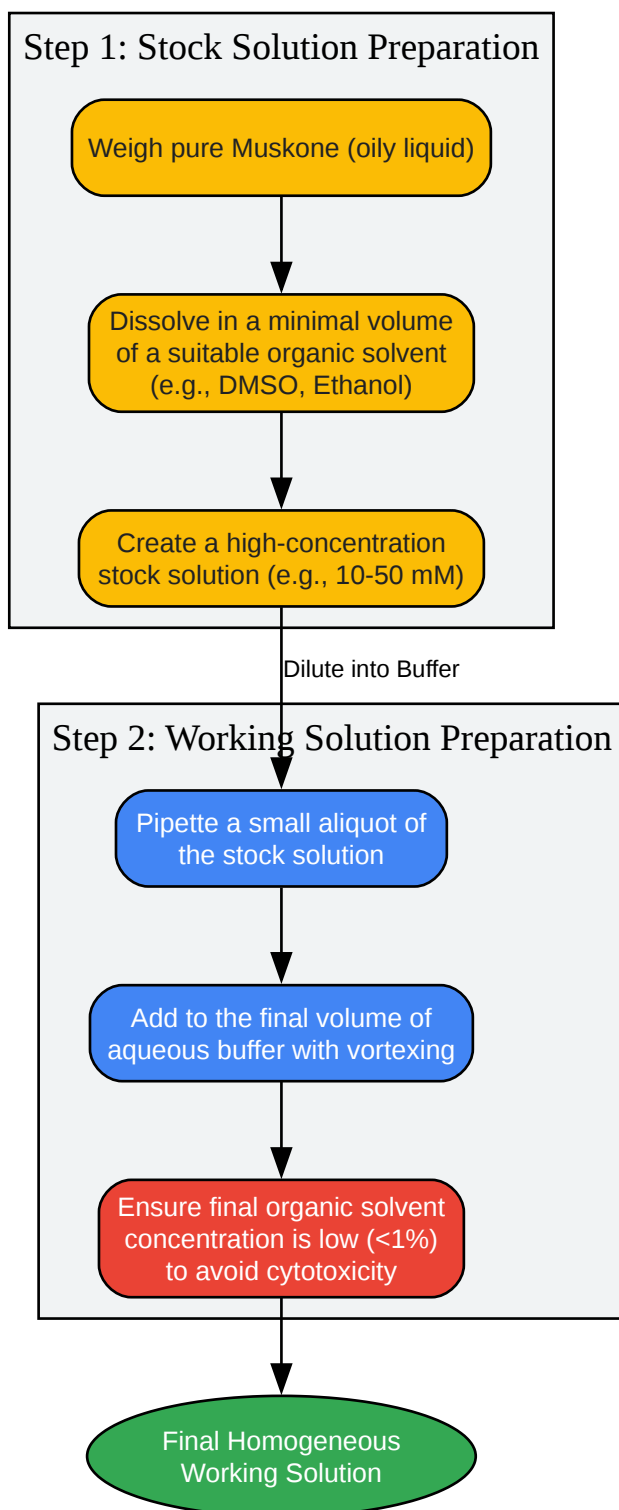 Step 1: Stock Solution Preparation
Weigh pure Muskone (oily liquid)
Dissolve in a minimal volume
of a suitable organic solvent
(e.g., DMSO, Ethanol)
Create a high-concentration
stock solution (e.g., 10-50 mM)
Dilute into Buffer
Step 2: Working Solution Preparation
Pipette a small aliquot of
the stock solution
Add to the final volume of
aqueous buffer with vortexing
Ensure final organic solvent
concentration is low (<1%)
to avoid cytotoxicity
Final Homogeneous
Working Solution